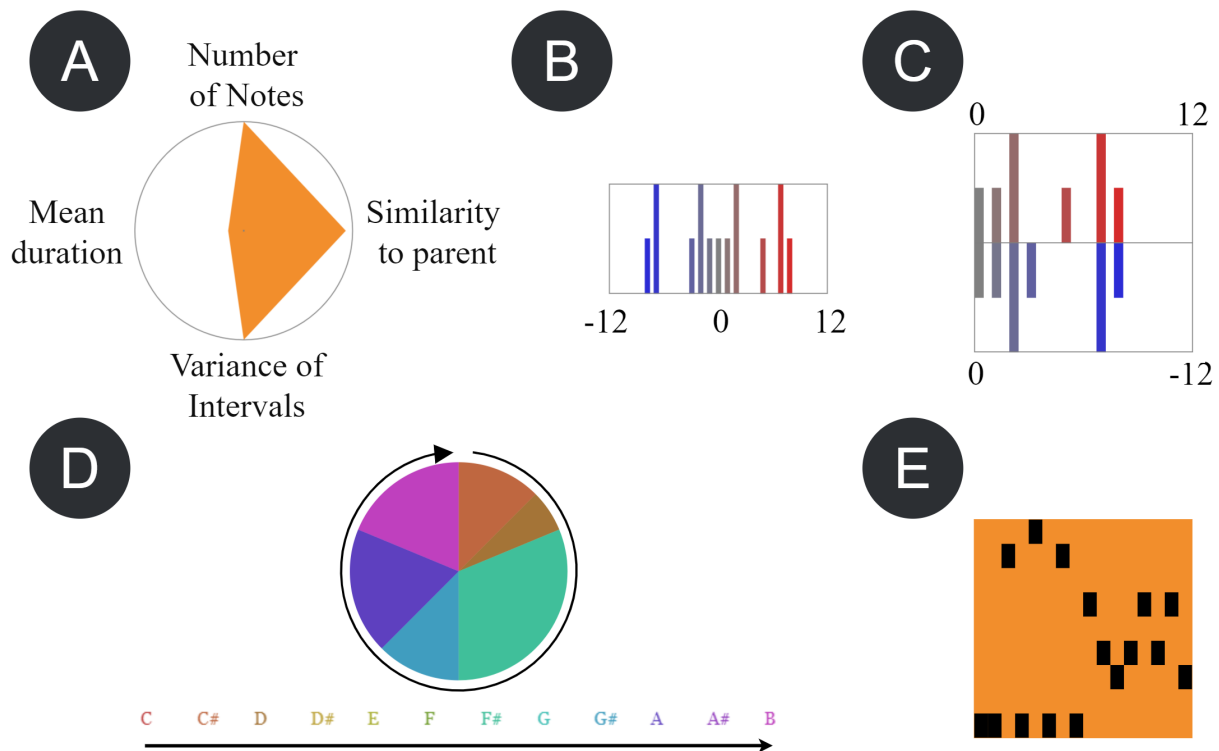 A
Number
of Notes
Mean
duration
Similarity
to parent
Variance of
Intervals
B
-12 0 12
C
0 12
0 -12
D
C C# D D# E F F# G G# A A# B
E